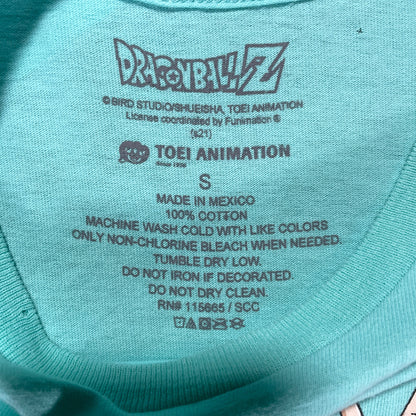 DRAGONBALL Z
© BIRD STUDIO/SHUEISHA, TOEI ANIMATION
License coordinated by Funimation ®
(s21)
TOEI ANIMATION
Since 1956
S
MADE IN MEXICO
100% COTTON
MACHINE WASH COLD WITH LIKE COLORS
ONLY NON-CHLORINE BLEACH WHEN NEEDED.
TUMBLE DRY LOW.
DO NOT IRON IF DECORATED.
DO NOT DRY CLEAN.
RN# 115665 / SCC